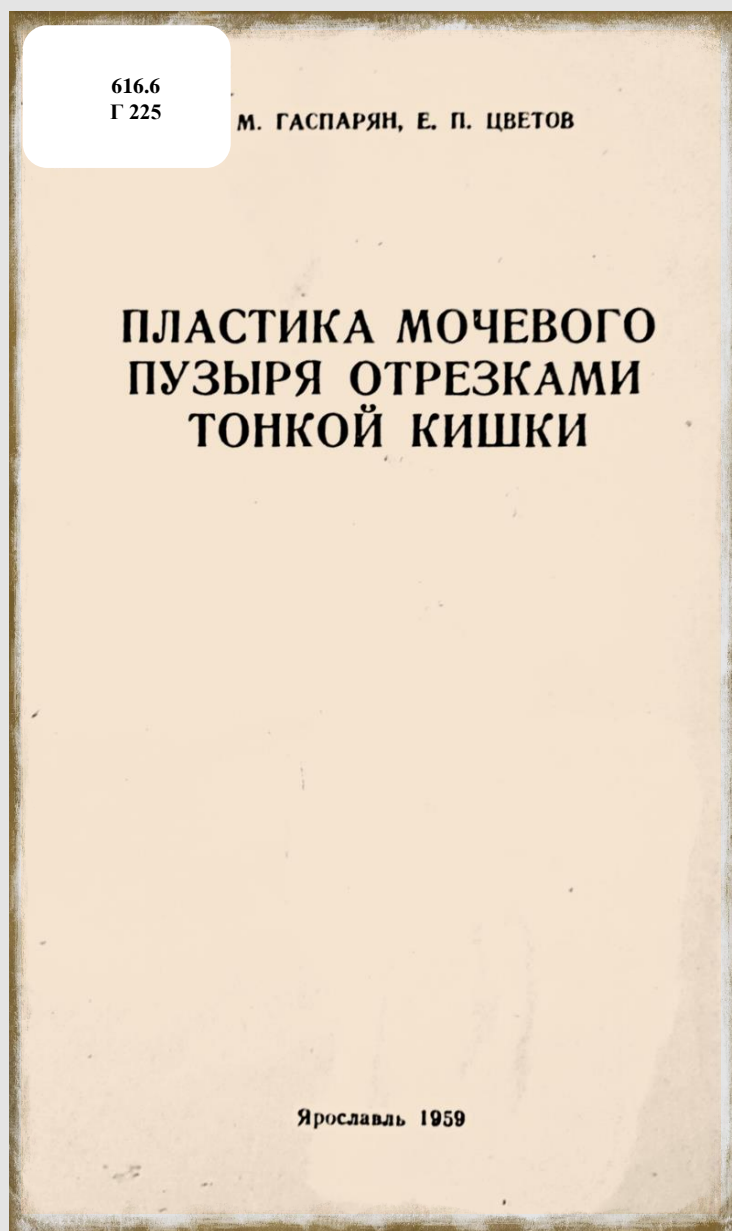 616.6
Г 225
М. ГАСПАРЯН, Е. П. ЦВЕТОВ
ПЛАСТИКА МОЧЕВОГО
ПУЗЫРЯ ОТРЕЗКАМИ
ТОНКОЙ КИШКИ
Ярославль 1959